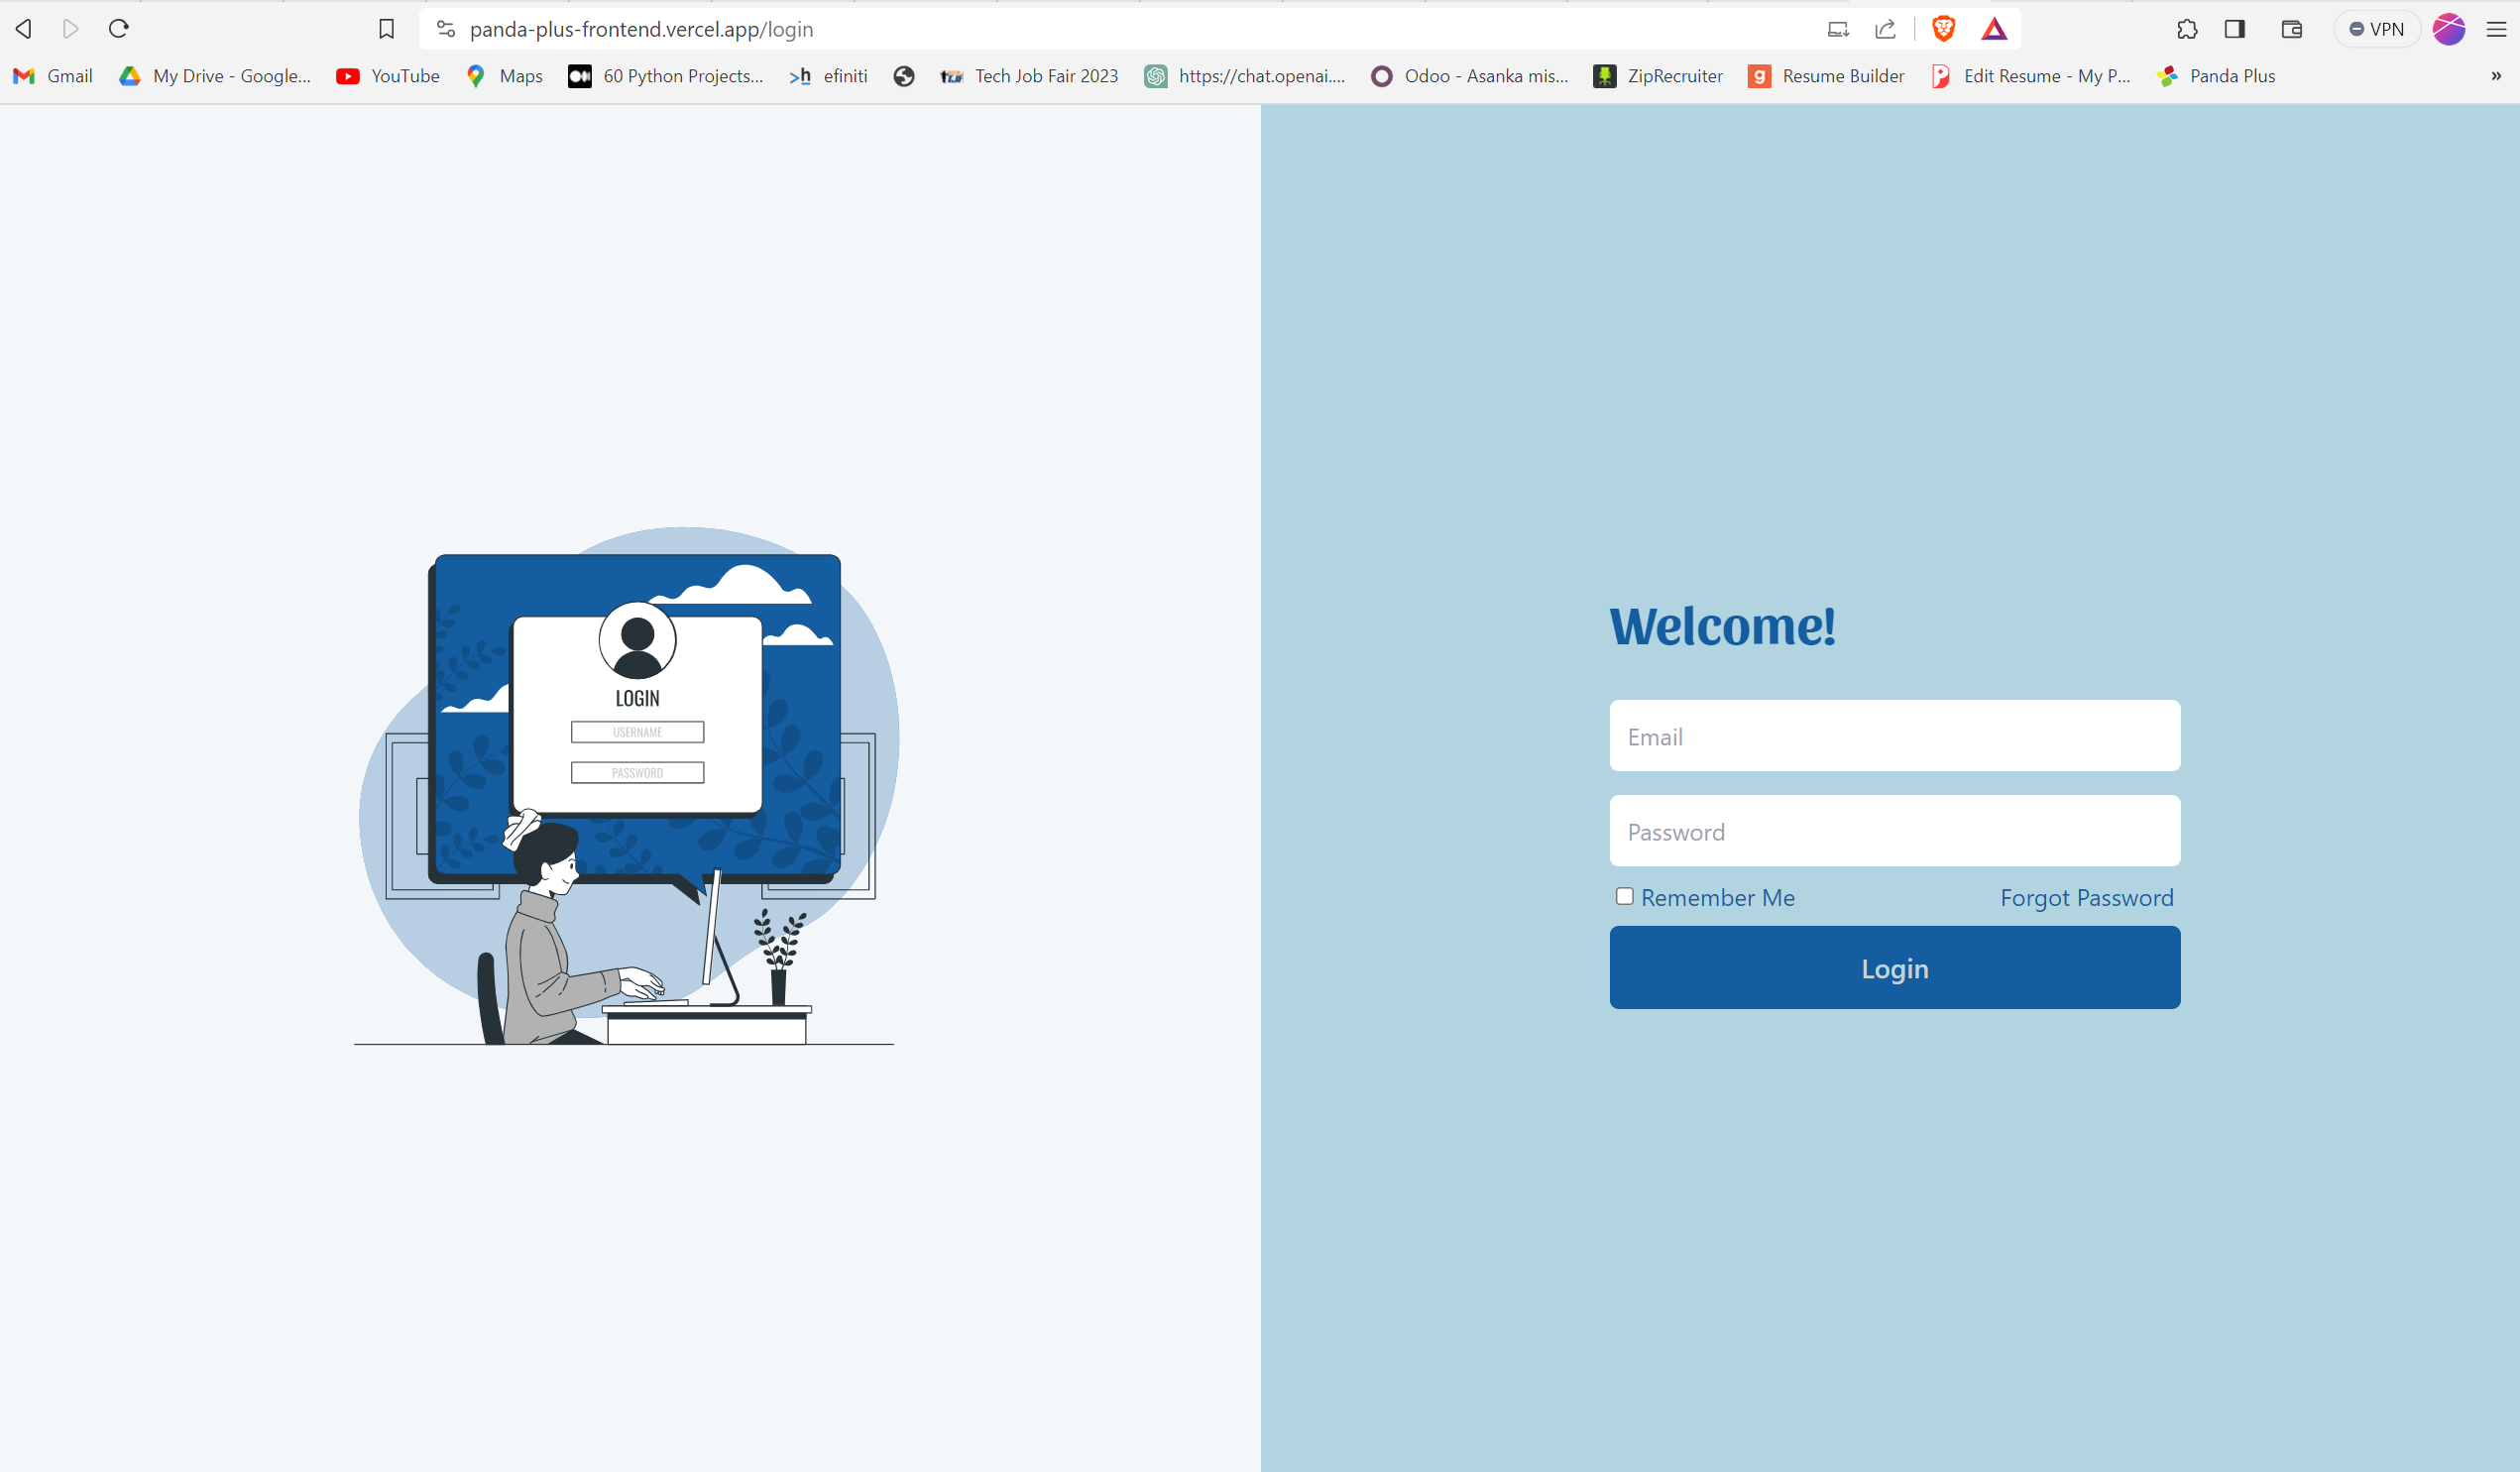 panda-plus-frontend.vercel.app/login
VPN
Gmail My Drive - Google... YouTube Maps 60 Python Projects... >h efiniti Tech Job Fair 2023 https://chat.openai.... Odoo - Asanka mis... ZipRecruiter g Resume Builder Edit Resume - My P... Panda Plus »
LOGIN
USERNAME
PASSWORD
Welcome!
Email
Password
Remember Me Forgot Password
Login